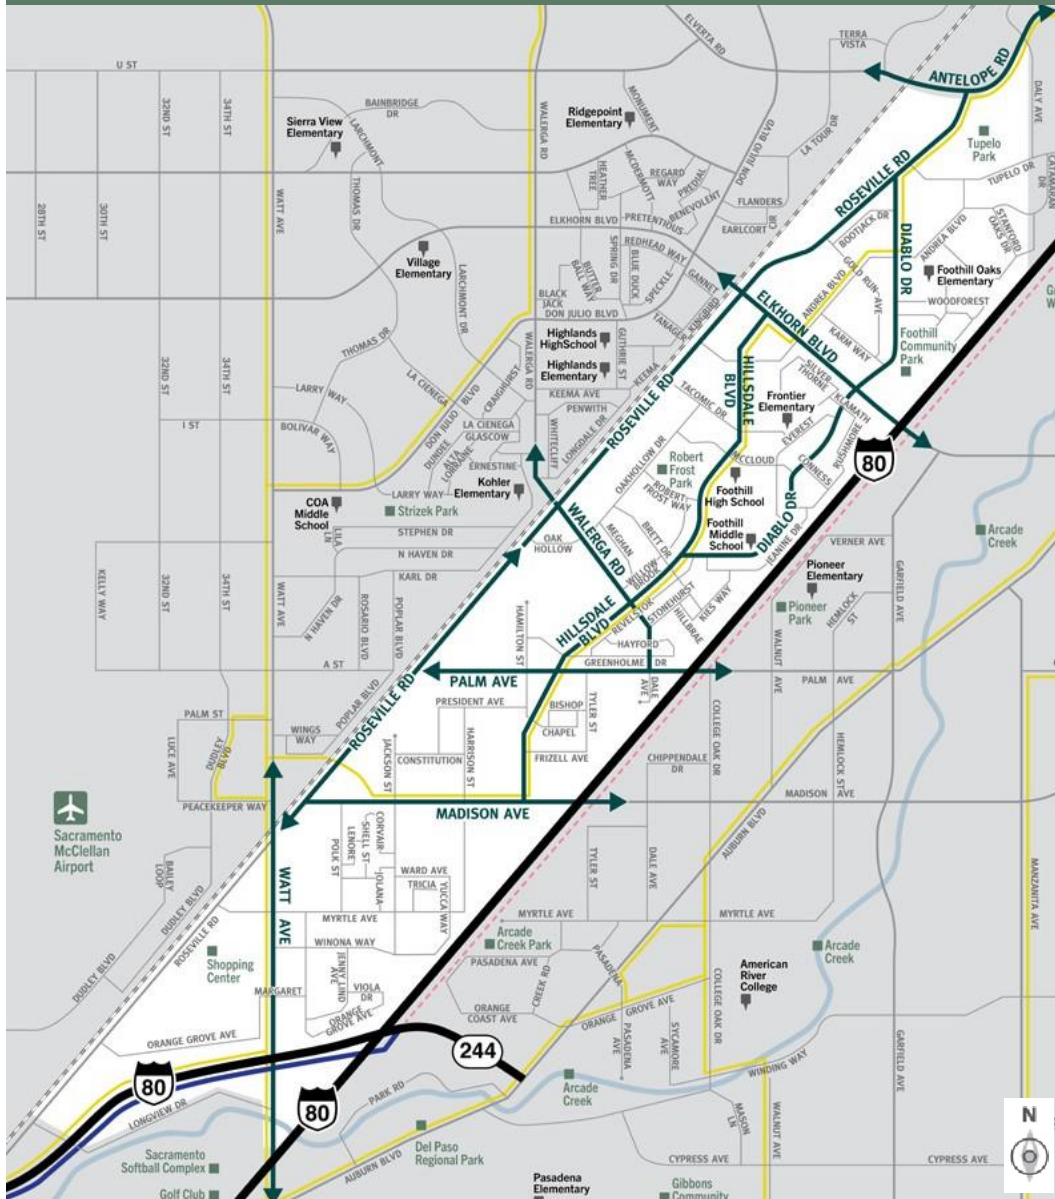 ELVERTA RD
TERRA
VISTA
U ST
ANTELOPE RD
DALY AVE
32ND ST
34TH ST
BAINBRIDGE
DR
Sierra View
Elementary
LARCHMONT
WALERGA RD
Ridgepoint
Elementary
MONUMENT
DON JULIO BLVD
LA TOUR DR
Tupelo
Park
TUPELO DR
CATAMARAN
DR
ROSEVILLE RD
28TH ST
30TH ST
WATT AVE
THOMAS DR
HEATHER
TREE
MCDERMOTT
REGARD
WAY
PREDIAL
BENEVOLENT
FLANDERS
EARLCORT
CIR
ELKHORN BLVD
PRETENTIOUS
REDHEAD WAY
BOOTJACK DR
DIABLO DR
ANDREA BLVD
STANFORD
OAKS DR
Village
Elementary
LARCHMONT DR
SPRING DR
BUTTER
BALL WAY
BLUE DUCK
SPECKLE
GANNET
KINGBIRD
TANAGER
Foothill Oaks
Elementary
GOLD RUN AVE
ANDREA BLVD
WOODFOREST
BLACK
JACK
DON JULIO BLVD
ELKHORN BLVD
KARM WAY
Foothill
Community
Park
THOMAS DR
Highlands
HighSchool
GUTHRIE ST
Highlands
Elementary
KEEMA
HILLSDALE
BLVD
SILVER
THORNE
KLAMATH
32ND ST
34TH ST
LARRY WAY
LA CIENEGA
DON JULIO BLVD
CRAIGHURST
WALERGA RD
KEEMA AVE
PENWITH
LONGDALE DR
ROSEVILLE RD
TACOMIC DR
Frontier
Elementary
EVEREST
RUSHMORE
I ST
BOLIVAR WAY
LA CIENEGA
GLASCOW
DUNDEE
ALTA
LORRAINE
WHITECLIFF
ERNESTINE
Kohler
Elementary
OAKHOLLOW DR
Robert
Frost
Park
ROBERT
FROST WAY
MCCLOUD
CONNESS
80
Foothill
High School
COA
Middle
School
LARRY WAY
Strizek Park
STEPHEN DR
LILA
LN
N HAVEN DR
KARL DR
OAK
HOLLOW
WALERGA RD
MEGHAN
BRETT DR
WILLOW
BROOK
Foothill
Middle
School
DIABLO DR
JEANINE DR
VERNER AVE
Arcade
Creek
Pioneer
Elementary
GARFIELD AVE
KELLY WAY
32ND ST
34TH ST
WATT AVE
N HAVEN DR
ROSARIO BLVD
POPLAR BLVD
HAMILTON ST
HILLSDALE
BLVD
REVELSTOK
STONEHURST
HILLBRAE
KIES WAY
Pioneer
Park
HEMLOCK
ST
WALNUT
AVE
HAYFORD
GREENHOLME DR
A ST
PALM AVE
PALM AVE
PRESIDENT AVE
POPLAR BLVD
ROSEVILLE RD
BISHOP
CHAPEL
TYLER ST
DALE
AVE
COLLEGE OAK DR
PALM ST
DUDLEY
BLVD
LUCE AVE
WINGS
WAY
JACKSON ST
CONSTITUTION
HARRISON ST
FRIZELL AVE
CHIPPENDALE
DR
HEMLOCK ST
PEACEKEEPER WAY
MADISON AVE
MADISON AVE
AUBURN BLVD
Sacramento
McClellan
Airport
BAILEY
LOOP
DUDLEY BLVD
WATT AVE
POLK ST
LENORE
SHELL ST
CORVAIR
JOLANA
WARD AVE
TRICIA
YUCCA WAY
TYLER ST
DALE AVE
MANZANITA AVE
ROSEVILLE RD
DUDLEY BLVD
MYRTLE AVE
MYRTLE AVE
MYRTLE AVE
WINONA WAY
Arcade
Creek Park
PASADENA AVE
PASADENA
Arcade
Creek
Shopping
Center
MARGARET
JENNY LIND
AVE
VIOLA
DR
ORANGE
GROVE AVE
CREEK RD
ORANGE
COAST AVE
ORANGE GROVE AVE
American
River
College
COLLEGE OAK DR
ORANGE GROVE AVE
244
PASADENA
AVE
SYCAMORE
AVE
WINDING WAY
GARFIELD AVE
80
80
LONGVIEW DR
PARK RD
Arcade
Creek
MASON
LN
WALNUT AVE
N
Sacramento
Softball Complex
Golf Club
Del Paso
Regional Park
AUBURN BLVD
CYPRESS AVE
CYPRESS AVE
Pasadena
Elementary
Gibbons
Community